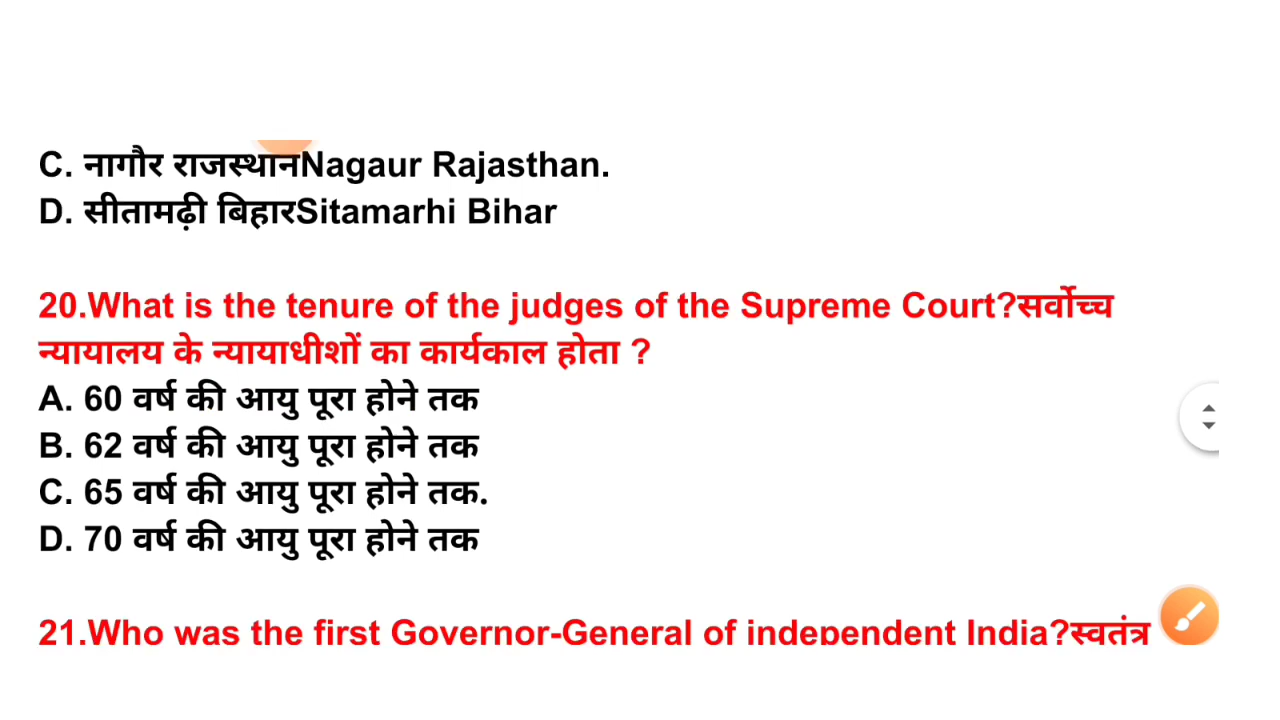 C. नागौर राजस्थानNagaur Rajasthan.
D. सीतामढ़ी बिहारSitamarhi Bihar
20.What is the tenure of the judges of the Supreme Court?सर्वोच्च
न्यायालय के न्यायाधीशों का कार्यकाल होता ?
A. 60 वर्ष की आयु पूरा होने तक
B. 62 वर्ष की आयु पूरा होने तक
C. 65 वर्ष की आयु पूरा होने तक.
D. 70 वर्ष की आयु पूरा होने तक
21.Who was the first Governor-General of independent India?स्वतंत्र